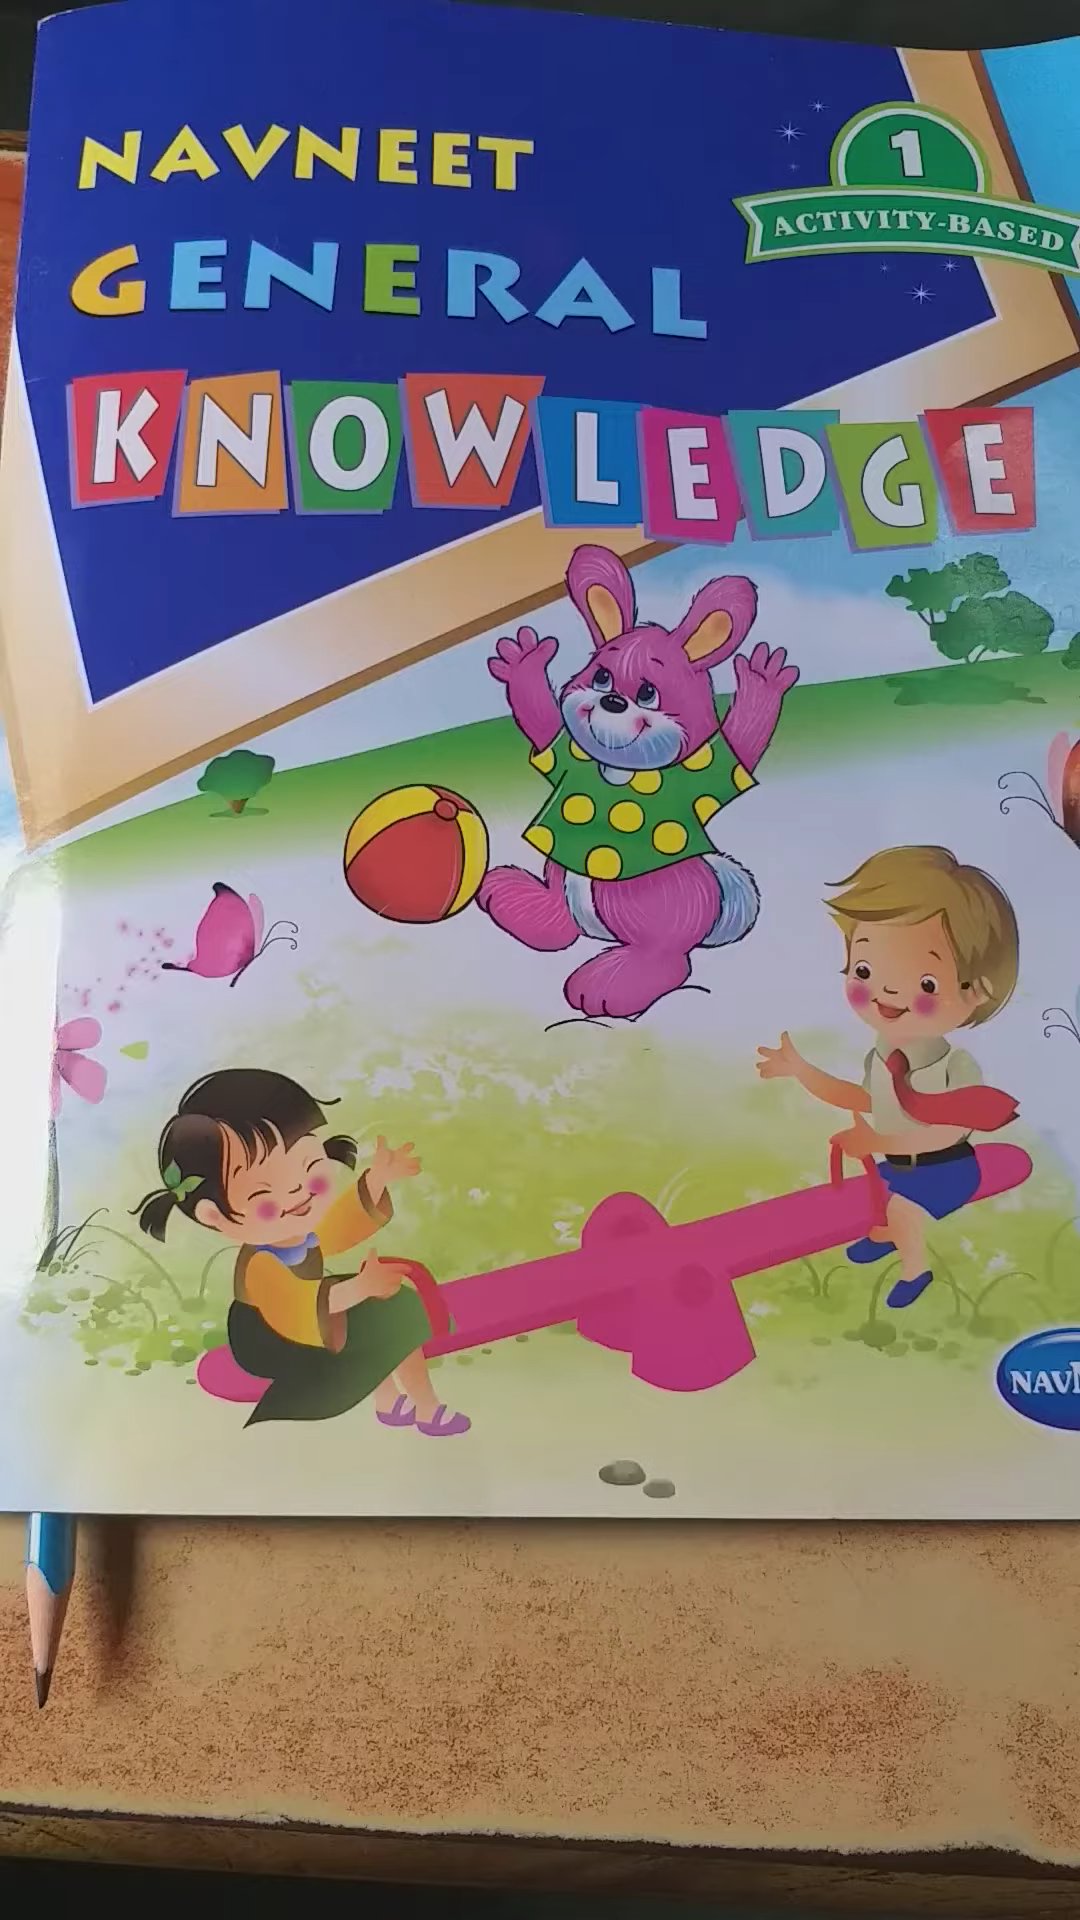 NAVNEET
GENERAL
KNOWLEDGE
1
ACTIVITY-BASED